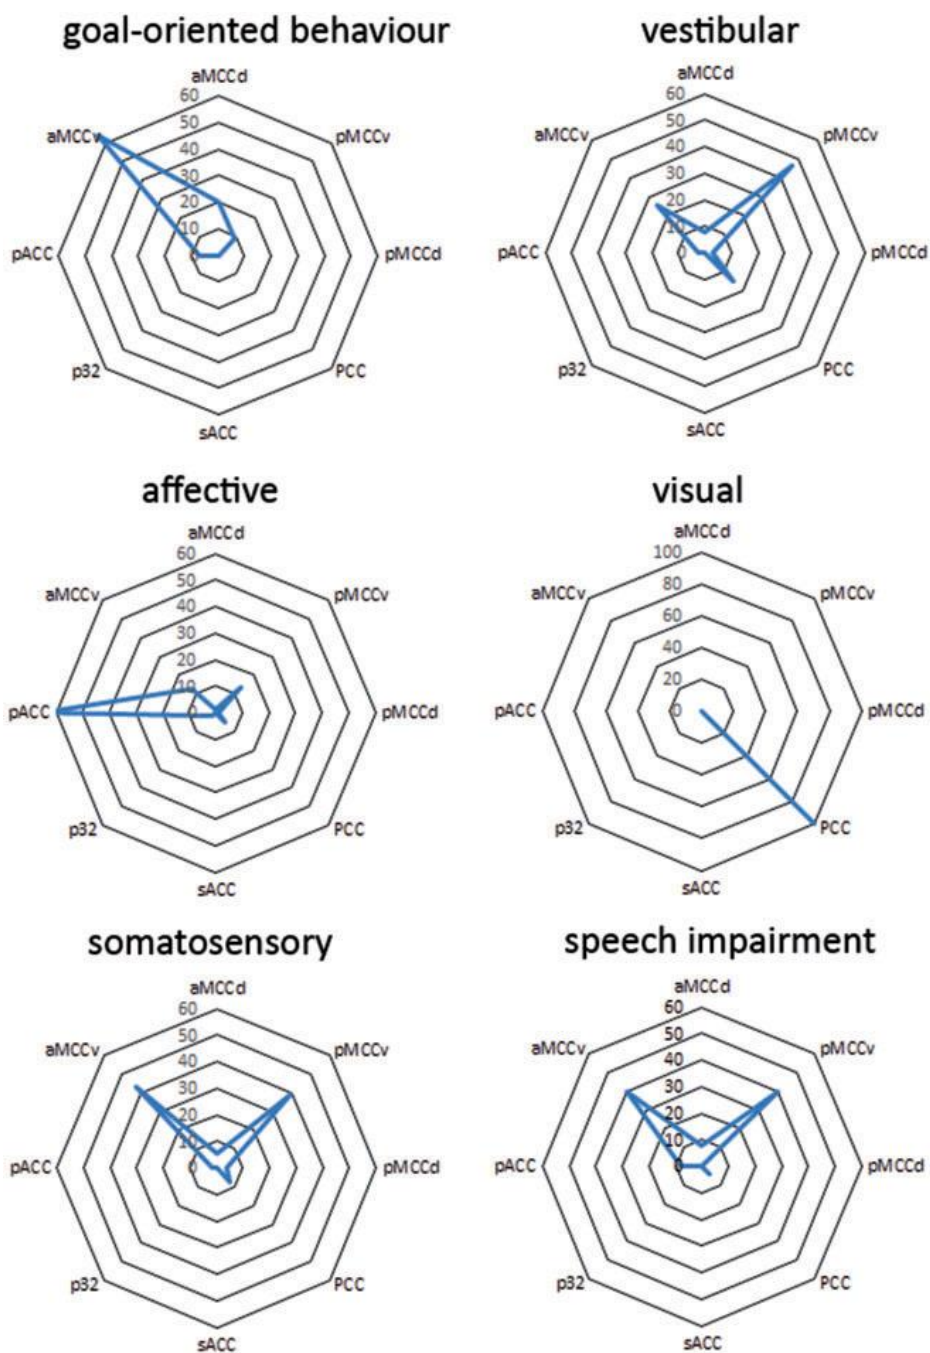 goal-oriented behaviour
aMCCd
60
50
40
30
20
10
0
aMCCv
pMCCv
pACC
pMCCd
p32
PCC
sACC
vestibular
aMCCd
60
50
40
30
20
10
0
aMCCv
pMCCv
pACC
pMCCd
p32
PCC
sACC
affective
aMCCd
60
50
40
30
20
10
0
aMCCv
pMCCv
pACC
pMCCd
p32
PCC
sACC
visual
aMCCd
100
80
60
40
20
0
aMCCv
pMCCv
pACC
pMCCd
p32
PCC
sACC
somatosensory
aMCCd
60
50
40
30
20
10
0
aMCCv
pMCCv
pACC
pMCCd
p32
PCC
sACC
speech impairment
aMCCd
60
50
40
30
20
10
0
aMCCv
pMCCv
pACC
pMCCd
p32
PCC
sACC